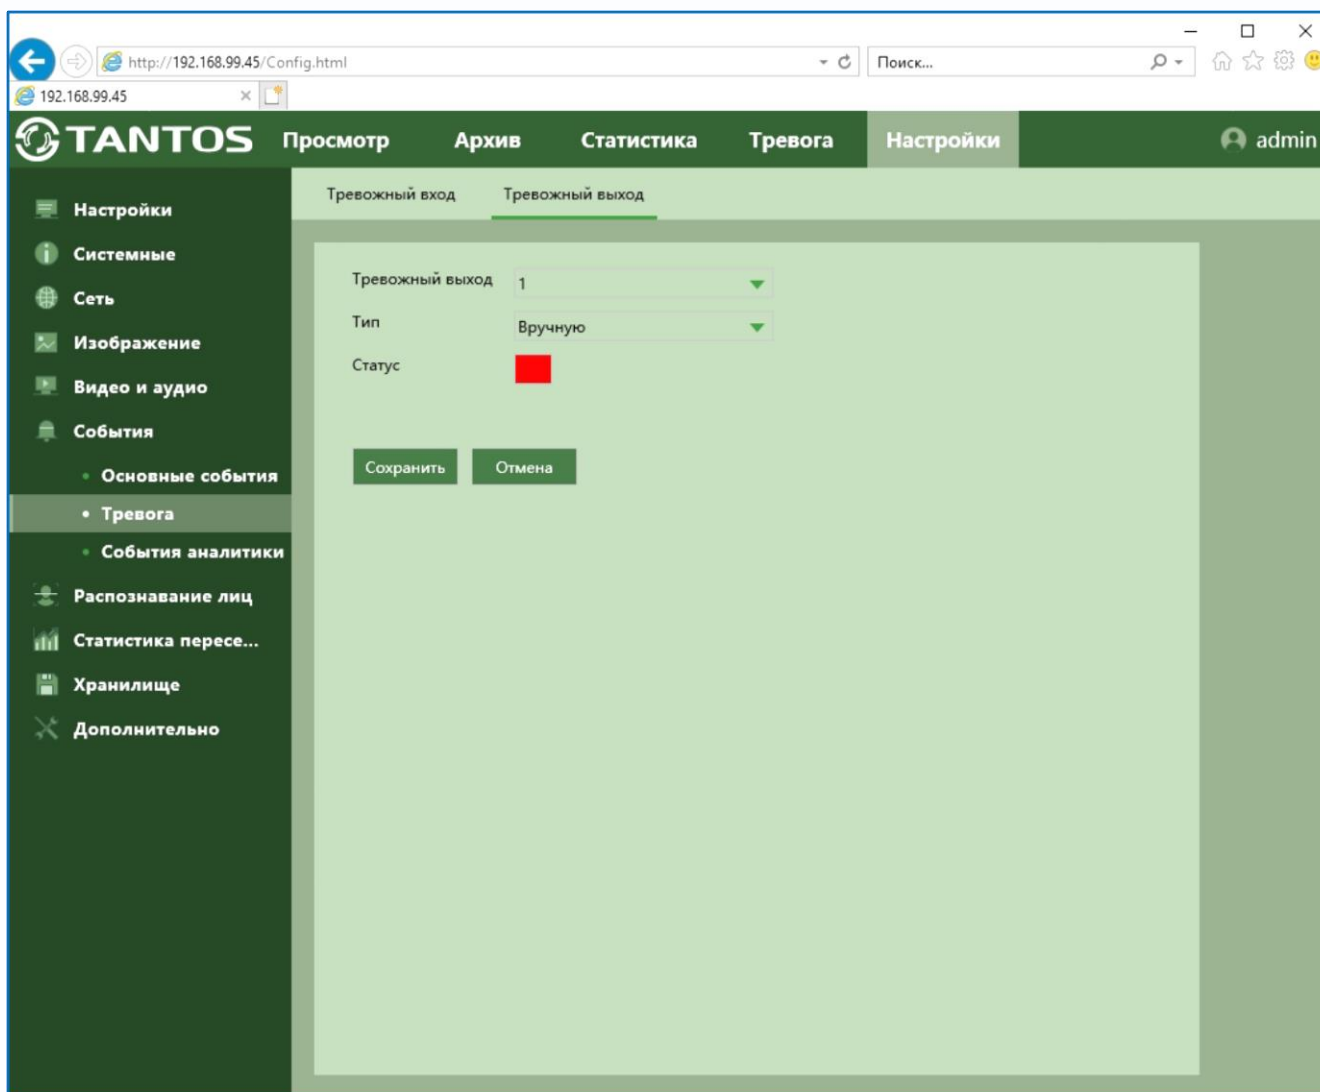 http://192.168.99.45/Config.html
Поиск...
192.168.99.45
TANTOS Просмотр Архив Статистика Тревога Настройки admin
Тревожный вход Тревожный выход
Настройки
Системные
Сеть
Изображение
Видео и аудио
События
Основные события
Тревога
События аналитики
Распознавание лиц
Статистика пересе...
Хранилище
Дополнительно
Тревожный выход 1
Тип Вручную
Статус
Сохранить Отмена